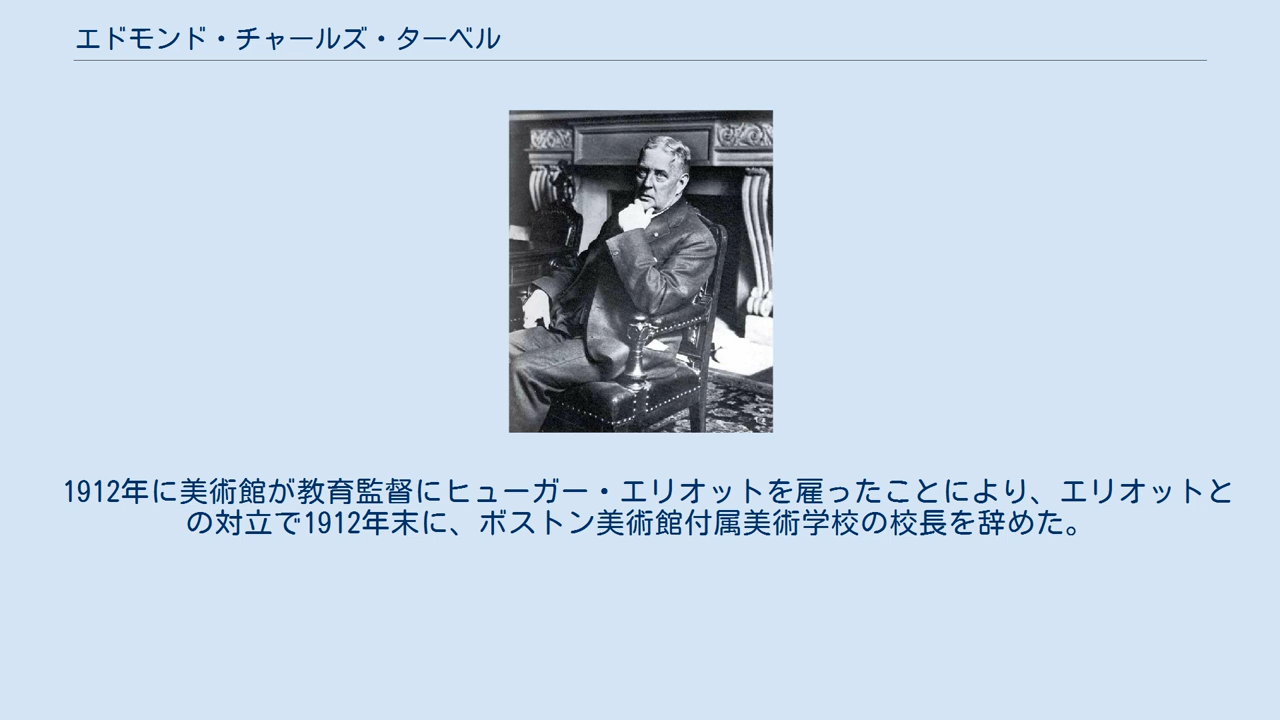 エドモンド・チャールズ・ターベル
1912年に美術館が教育監督にヒューガー・エリオットを雇ったことにより、エリオットと
の対立で1912年末に、ボストン美術館付属美術学校の校長を辞めた。